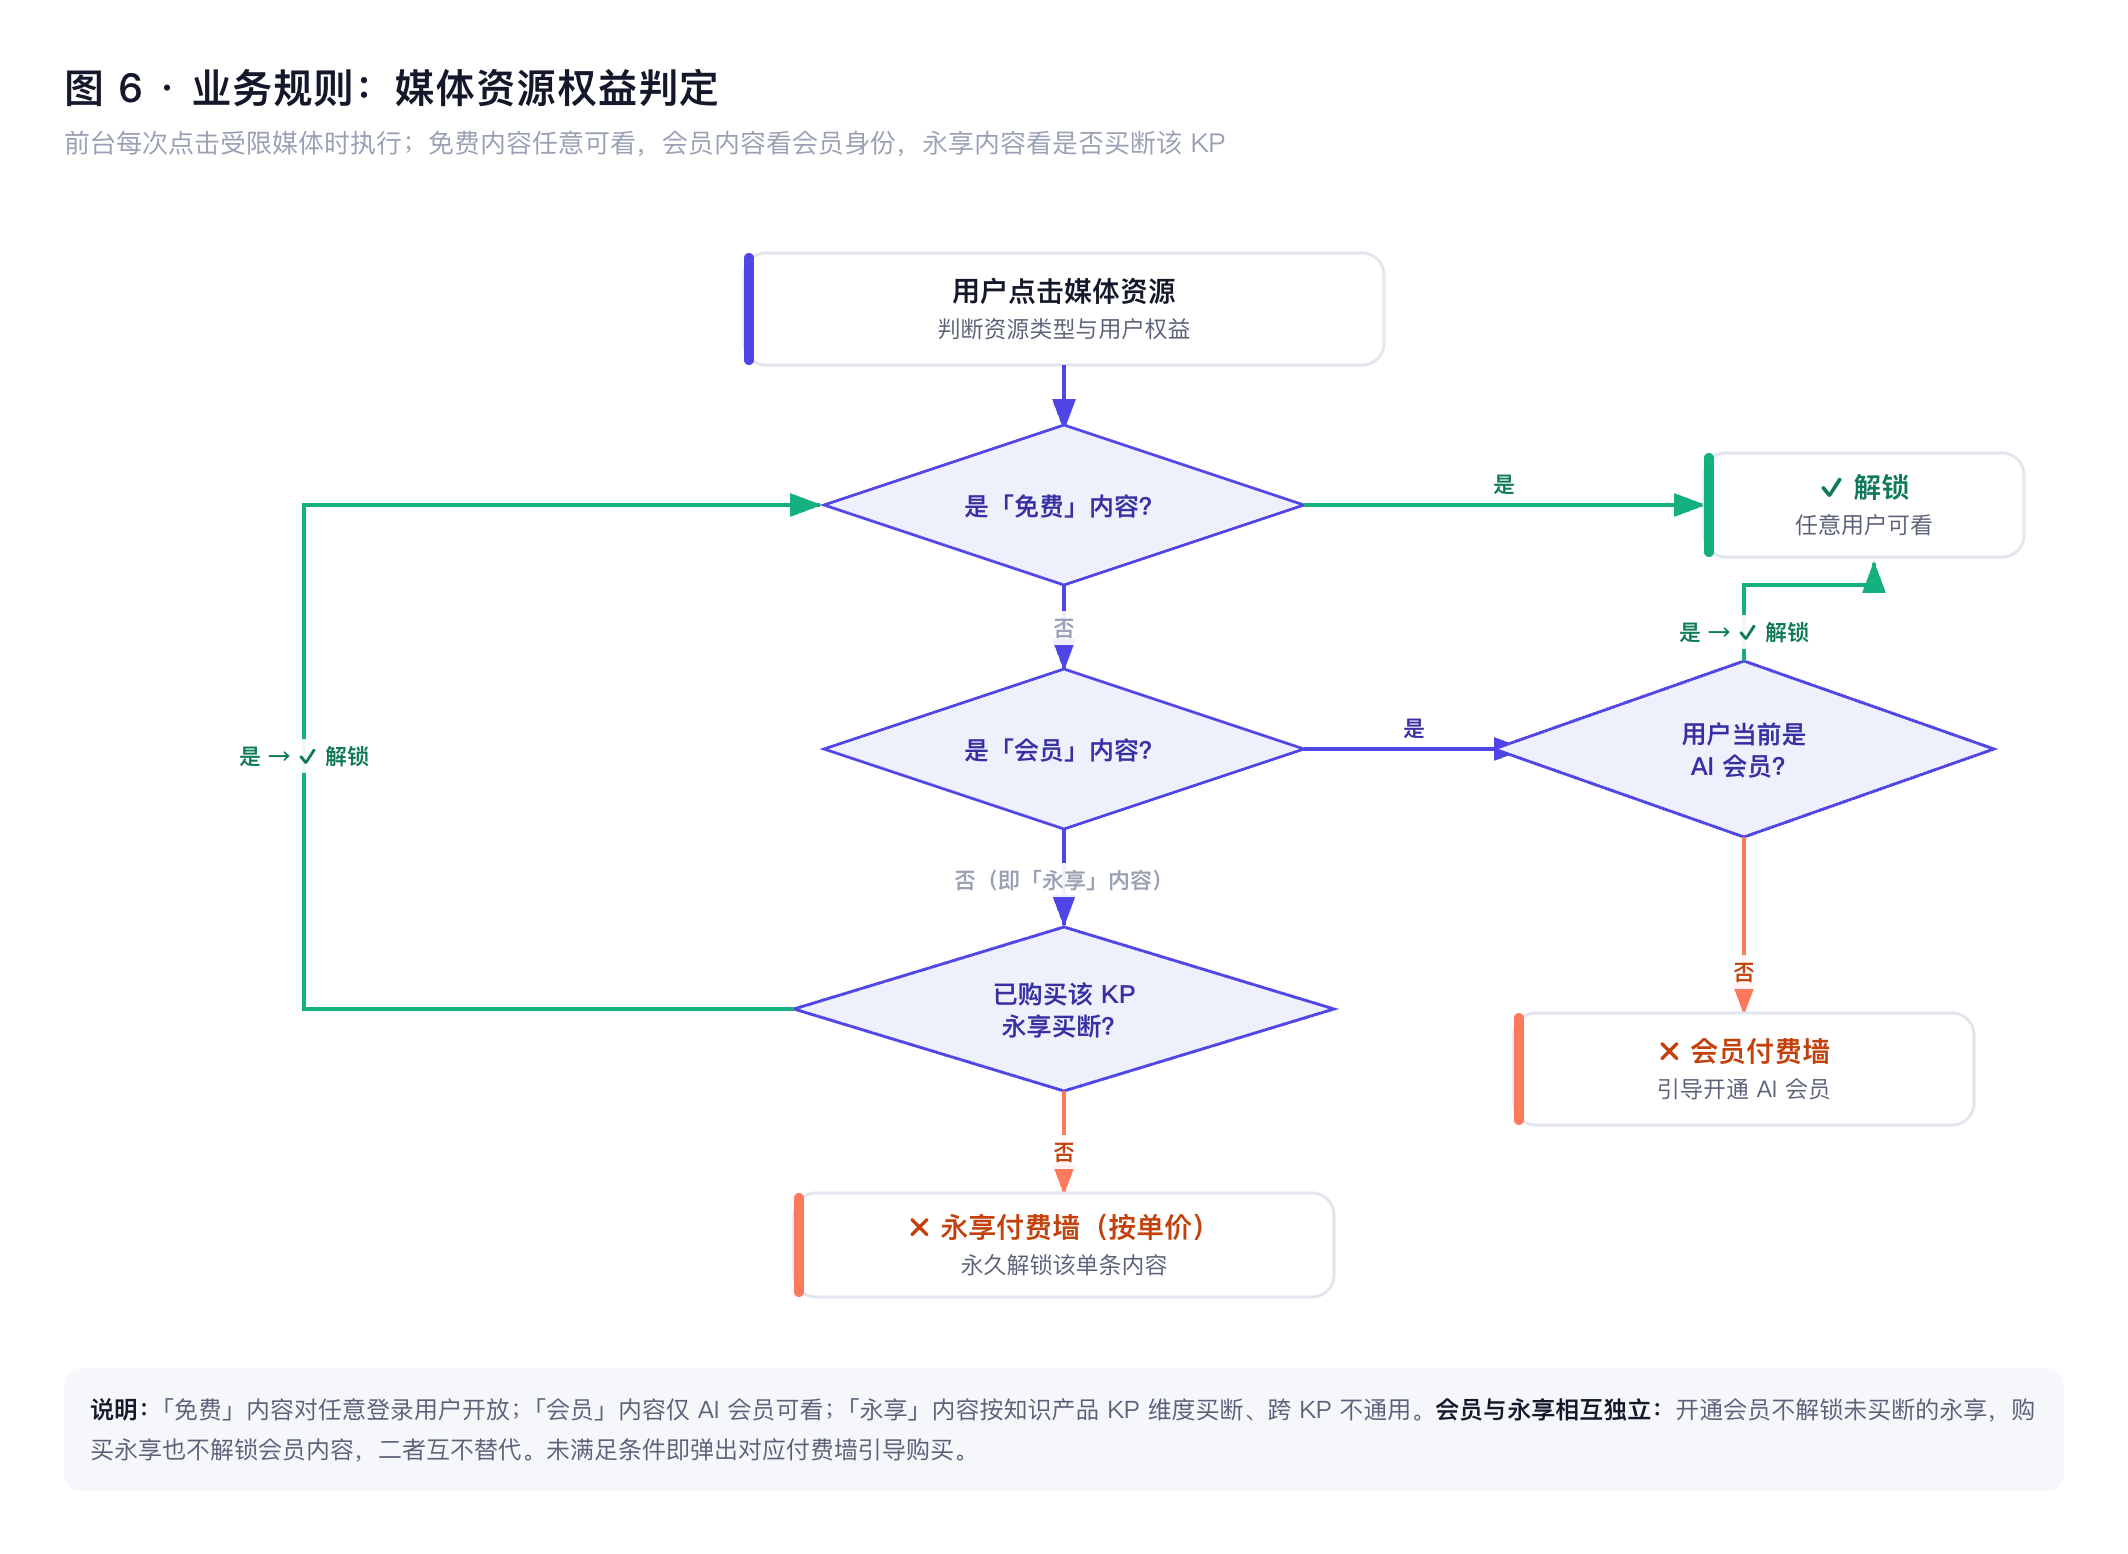 图 6 · 业务规则：媒体资源权益判定
前台每次点击受限媒体时执行；免费内容任意可看，会员内容看会员身份，永享内容看是否买断该 KP
用户点击媒体资源
判断资源类型与用户权益
是「免费」内容?
是
✓ 解锁
任意用户可看
否
是 → ✓ 解锁
是「会员」内容?
是
用户当前是
AI 会员?
是 → ✓ 解锁
否（即「永享」内容）
已购买该 KP
永享买断?
否
✕ 会员付费墙
引导开通 AI 会员
否
✕ 永享付费墙（按单价）
永久解锁该单条内容
说明：「免费」内容对任意登录用户开放；「会员」内容仅 AI 会员可看；「永享」内容按知识产品 KP 维度买断、跨 KP 不通用。会员与永享相互独立：开通会员不解锁未买断的永享，购
买永享也不解锁会员内容，二者互不替代。未满足条件即弹出对应付费墙引导购买。